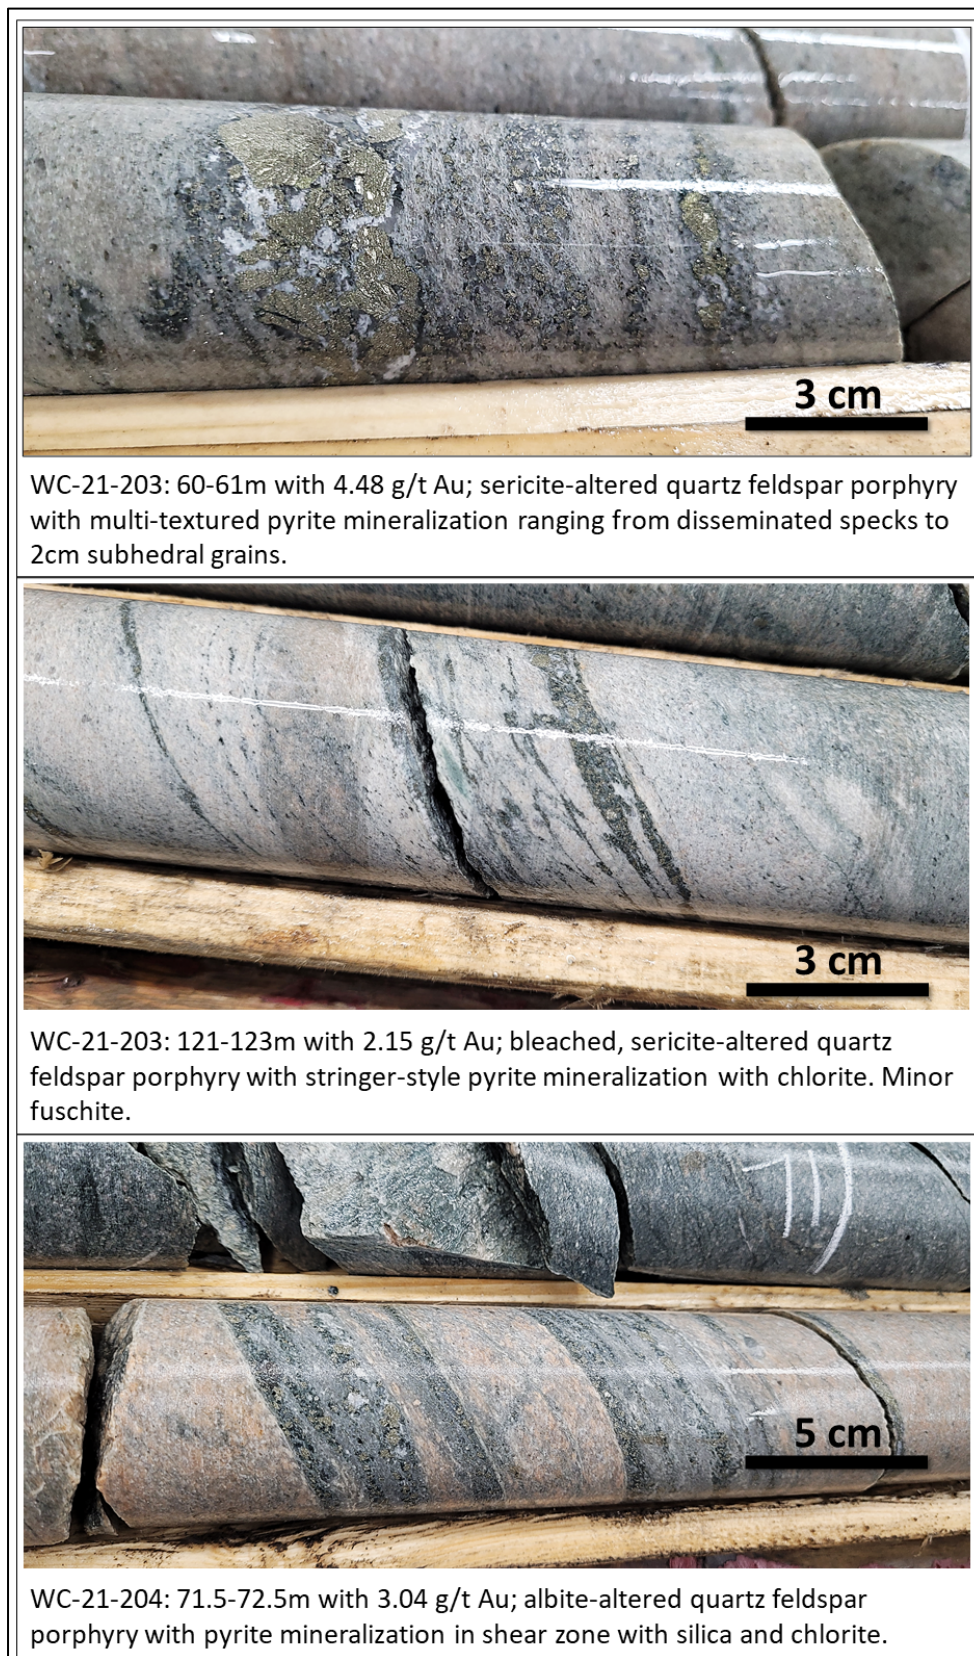 3 cm
WC-21-203: 60-61m with 4.48 g/t Au; sericite-altered quartz feldspar porphyry
with multi-textured pyrite mineralization ranging from disseminated specks to
2cm subhedral grains.
3 cm
WC-21-203: 121-123m with 2.15 g/t Au; bleached, sericite-altered quartz
feldspar porphyry with stringer-style pyrite mineralization with chlorite. Minor
fuschite.
5 cm
WC-21-204: 71.5-72.5m with 3.04 g/t Au; albite-altered quartz feldspar
porphyry with pyrite mineralization in shear zone with silica and chlorite.